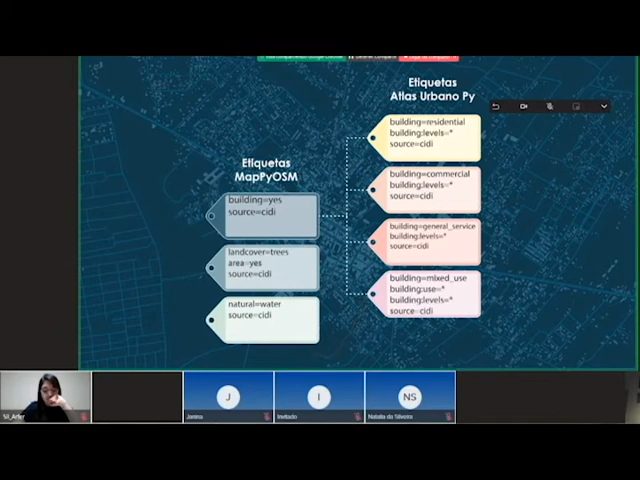 Etiquetas
Atlas Urbano Py
building=residential
building:levels=*
source=cidi
building=commercial
building:levels=*
source=cidi
building=general_service
building:levels=*
source=cidi
building=mixed_use
building:use=*
building:levels=*
source=cidi
Etiquetas
MapPyOSM
building=yes
source=cidi
landcover=trees
area=yes
source=cidi
natural=water
source=cidi
Sil_Arfer
J
Janina
I
Invitado
NS
Natalia da Silveira